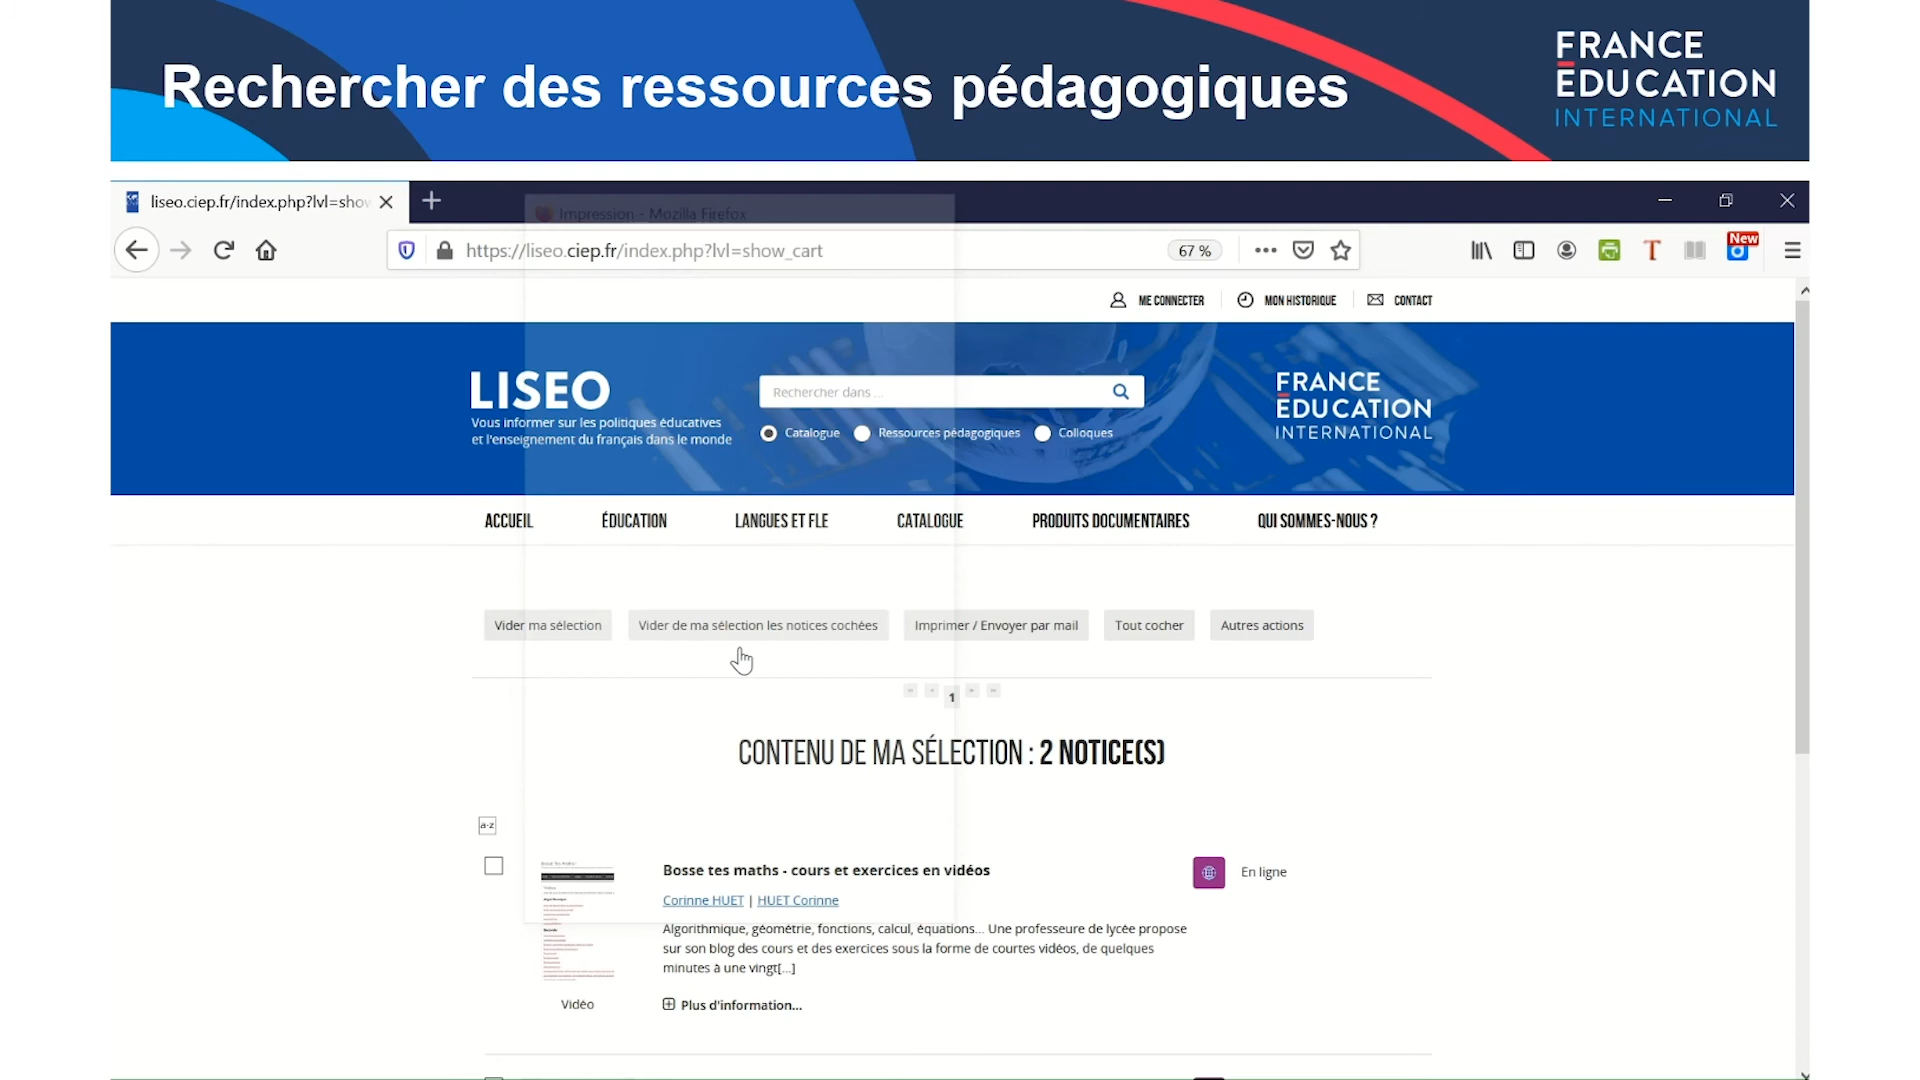 Rechercher des ressources pédagogiques
FRANCE
EDUCATION
INTERNATIONAL
liseo.ciep.fr/index.php?lvl=show
Impression - Mozilla Firefox
https://liseo.ciep.fr/index.php?lvl=show_cart
67 %
New
ME CONNECTER
MON HISTORIQUE
CONTACT
LISEO
Vous informer sur les politiques éducatives
et l'enseignement du français dans le monde
Rechercher dans ...
Catalogue
Ressources pédagogiques
Colloques
FRANCE
EDUCATION
INTERNATIONAL
ACCUEIL
ÉDUCATION
LANGUES ET FLE
CATALOGUE
PRODUITS DOCUMENTAIRES
QUI SOMMES-NOUS ?
Vider ma sélection
Vider de ma sélection les notices cochées
Imprimer / Envoyer par mail
Tout cocher
Autres actions
1
CONTENU DE MA SÉLECTION : 2 NOTICE(S)
a-z
Bosse tes maths - cours et exercices en vidéos
En ligne
Corinne HUET | HUET Corinne
Algorithmique, géométrie, fonctions, calcul, équations... Une professeure de lycée propose
sur son blog des cours et des exercices sous la forme de courtes vidéos, de quelques
minutes à une vingt[...]
Vidéo
Plus d'information...